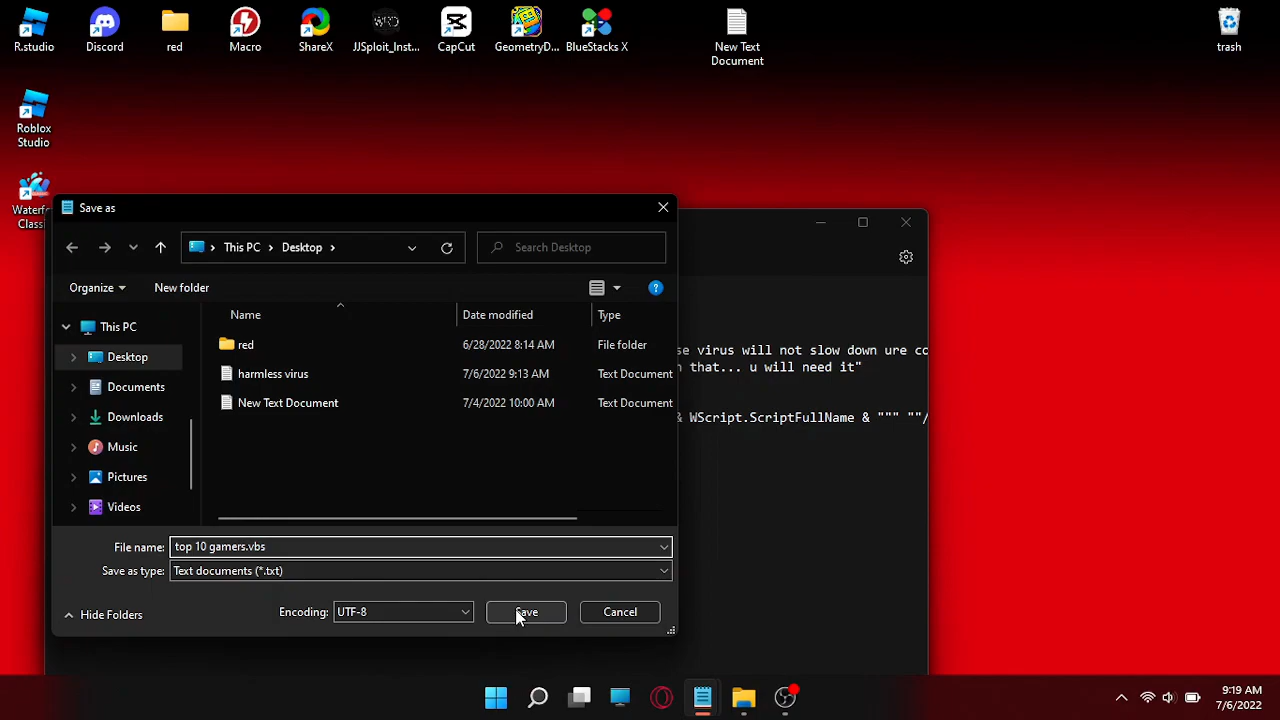 Rstudio
Discord
red
Macro
ShareX
JJSploit_Inst...
CapCut
GeometryD...
BlueStacks X
New Text
Document
trash
Roblox
Studio
Classi
Save as
This PC
Desktop
Search Desktop
Organize
New folder
Name
Date modified
Type
This PC
red
6/28/2022 8:14 AM
File folder
se virus will not slow down ure co
Desktop
n that... u will need it"
harmless virus
7/6/2022 9:13 AM
Text Document
Documents
New Text Document
7/4/2022 10:00 AM
Text Document
Downloads
& WScript.ScriptFullName & """ ""/
Music
Pictures
Videos
File name:
top 10 gamers.vbs
Save as type:
Text documents (*.txt)
Hide Folders
Encoding:
UTF-8
Save
Cancel
9:19 AM
7/6/2022